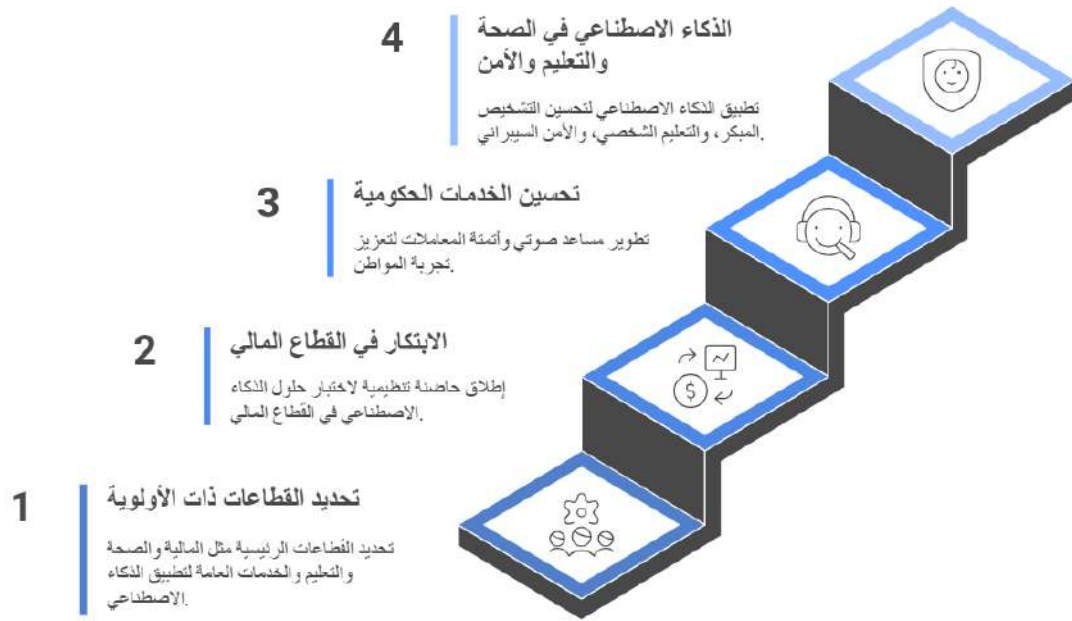 4
الذكاء الاصطناعي في الصحة
والتعليم والأمن
تطبيق الذكاء الاصطناعي لتحسين التشخيص
المبكر، والتعليم الشخصي، والأمن السيبراني.
3
تحسين الخدمات الحكومية
تطوير مساعد صوتي وأتمتة المعاملات لتعزيز
تجربة المواطن.
2
الابتكار في القطاع المالي
إطلاق حاضنة تنظيمية لاختبار حلول الذكاء
الاصطناعي في القطاع المالي.
1
تحديد القطاعات ذات الأولوية
تحديد القطاعات الرئيسية مثل المالية والصحة
والتعليم والخدمات العامة لتطبيق الذكاء
الاصطناعي.